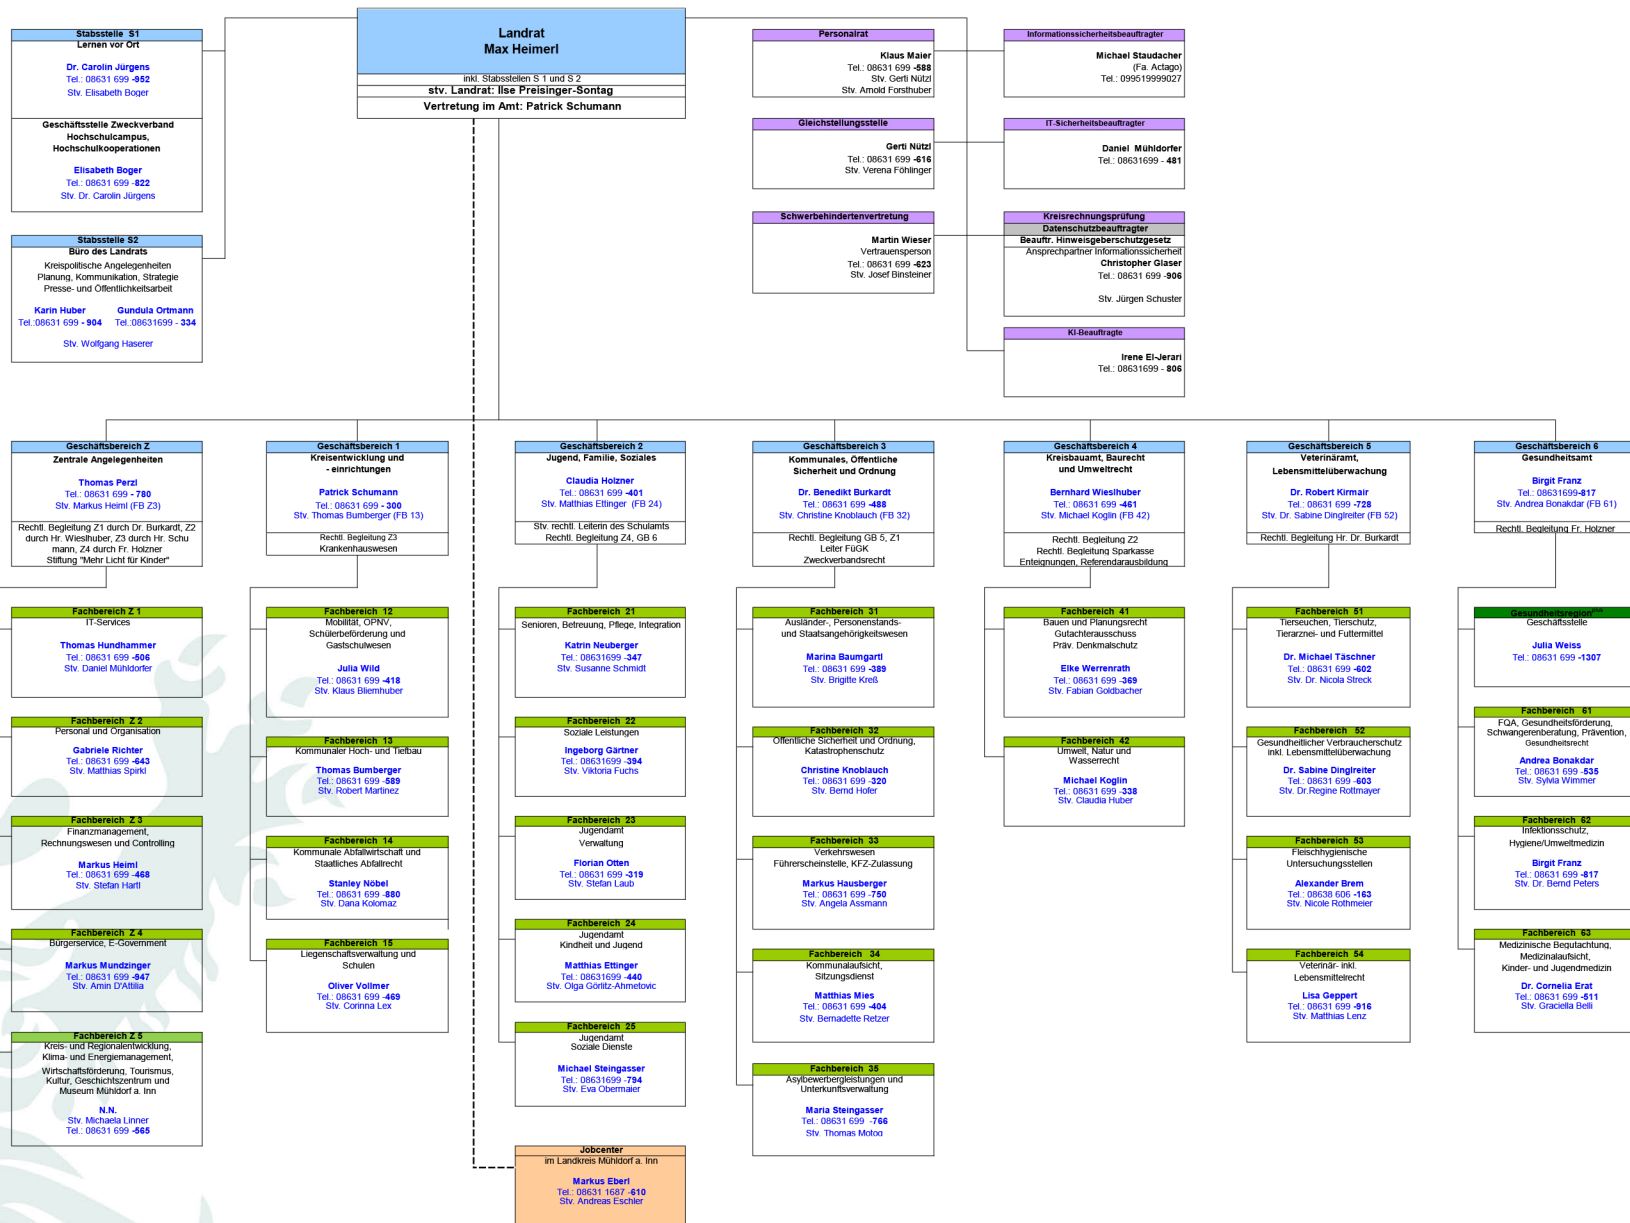 Landrat
Max Heimerl
inkl. Stabsstellen S 1 und S 2
stv. Landrat: Ilse Preisinger-Sontag
Vertretung im Amt: Patrick Schumann
Stabsstelle S1
Lernen vor Ort
Dr. Carolin Jürgens
Tel.: 08631 699 -952
Stv. Elisabeth Boger
Geschäftsstelle Zweckverband
Hochschulcampus,
Hochschulkooperationen
Elisabeth Boger
Tel.: 08631 699 -822
Stv. Dr. Carolin Jürgens
Stabsstelle S2
Büro des Landrats
Kreispolitische Angelegenheiten
Planung, Kommunikation, Strategie
Presse- und Öffentlichkeitsarbeit
Karin Huber Gundula Ortmann
Tel.:08631 699 - 904 Tel.:08631699 - 334
Stv. Wolfgang Haserer
Personalrat
Klaus Maier
Tel.: 08631 699 -588
Stv. Gerti Nützl
Stv. Arnold Forsthuber
Gleichstellungsstelle
Gerti Nützl
Tel.: 08631 699 -616
Stv. Verena Föhlinger
Schwerbehindertenvertretung
Martin Wieser
Vertrauensperson
Tel.: 08631 699 -623
Stv. Josef Binsteiner
Informationssicherheitsbeauftragter
Michael Staudacher
(Fa. Actago)
Tel.: 099519999027
IT-Sicherheitsbeauftragter
Daniel Mühldorfer
Tel.: 08631699 - 481
Kreisrechnungsprüfung
Datenschutzbeauftragter
Beauftr. Hinweisgeberschutzgesetz
Ansprechpartner Informationssicherheit
Christopher Glaser
Tel.: 08631 699 -906
Stv. Jürgen Schuster
KI-Beauftragte
Irene El-Jerari
Tel.: 08631699 - 806
Geschäftsbereich Z
Zentrale Angelegenheiten
Thomas Perzl
Tel.: 08631 699 - 780
Stv. Markus Heiml (FB Z3)
Rechtl. Begleitung Z1 durch Dr. Burkardt, Z2
durch Hr. Wieslhuber, Z3 durch Hr. Schu
mann, Z4 durch Fr. Holzner
Stiftung "Mehr Licht für Kinder"
Fachbereich Z 1
IT-Services
Thomas Hundhammer
Tel.: 08631 699 -506
Stv. Daniel Mühldorfer
Fachbereich Z 2
Personal und Organisation
Gabriele Richter
Tel.: 08631 699 -643
Stv. Matthias Spirkl
Fachbereich Z 3
Finanzmanagement,
Rechnungswesen und Controlling
Markus Heiml
Tel.: 08631 699 -468
Stv. Stefan Hartl
Fachbereich Z 4
Bürgerservice, E-Government
Markus Mundzinger
Tel.: 08631 699 -947
Stv. Amin D'Attilia
Fachbereich Z 5
Kreis- und Regionalentwicklung,
Klima- und Energiemanagement,
Wirtschaftsförderung, Tourismus,
Kultur, Geschichtszentrum und
Museum Mühldorf a. Inn
N.N.
Stv. Michaela Linner
Tel.: 08631 699 -565
Geschäftsbereich 1
Kreisentwicklung und
- einrichtungen
Patrick Schumann
Tel.: 08631 699 - 300
Stv. Thomas Bumberger (FB 13)
Rechtl. Begleitung Z3
Krankenhauswesen
Fachbereich 12
Mobilität, ÖPNV,
Schülerbeförderung und
Gastschulwesen
Julia Wild
Tel.: 08631 699 -418
Stv. Klaus Bliemhuber
Fachbereich 13
Kommunaler Hoch- und Tiefbau
Thomas Bumberger
Tel.: 08631 699 -589
Stv. Robert Martinez
Fachbereich 14
Kommunale Abfallwirtschaft und
Staatliches Abfallrecht
Stanley Nöbel
Tel.: 08631 699 -880
Stv. Dana Kolomaz
Fachbereich 15
Liegenschaftsverwaltung und
Schulen
Oliver Vollmer
Tel.: 08631 699 -469
Stv. Corinna Lex
Geschäftsbereich 2
Jugend, Familie, Soziales
Claudia Holzner
Tel.: 08631 699 -401
Stv. Matthias Ettinger (FB 24)
Stv. rechtl. Leiterin des Schulamts
Rechtl. Begleitung Z4, GB 6
Fachbereich 21
Senioren, Betreuung, Pflege, Integration
Katrin Neuberger
Tel.: 08631699 -347
Stv. Susanne Schmidt
Fachbereich 22
Soziale Leistungen
Ingeborg Gärtner
Tel.: 08631699 -394
Stv. Viktoria Fuchs
Fachbereich 23
Jugendamt
Verwaltung
Florian Otten
Tel.: 08631 699 -319
Stv. Stefan Laub
Fachbereich 24
Jugendamt
Kindheit und Jugend
Matthias Ettinger
Tel.: 08631699 -440
Stv. Olga Görlitz-Ahmetovic
Fachbereich 25
Jugendamt
Soziale Dienste
Michael Steingasser
Tel.: 08631699 -794
Stv. Eva Obermaier
Jobcenter
im Landkreis Mühldorf a. Inn
Markus Eberl
Tel.: 08631 1687 -610
Stv. Andreas Eschler
Geschäftsbereich 3
Kommunales, Öffentliche
Sicherheit und Ordnung
Dr. Benedikt Burkardt
Tel.: 08631 699 -488
Stv. Christine Knoblauch (FB 32)
Rechtl. Begleitung GB 5, Z1
Leiter FüGK
Zweckverbandsrecht
Fachbereich 31
Ausländer-, Personenstands-
und Staatsangehörigkeitswesen
Marina Baumgartl
Tel.: 08631 699 -389
Stv. Brigitte Kreß
Fachbereich 32
Öffentliche Sicherheit und Ordnung,
Katastrophenschutz
Christine Knoblauch
Tel.: 08631 699 -320
Stv. Bernd Hofer
Fachbereich 33
Verkehrswesen
Führerscheinstelle, KFZ-Zulassung
Markus Hausberger
Tel.: 08631 699 -750
Stv. Angela Assmann
Fachbereich 34
Kommunalaufsicht,
Sitzungsdienst
Matthias Mies
Tel.: 08631 699 -404
Stv. Bernadette Retzer
Fachbereich 35
Asylbewerbergleistungen und
Unterkunftsverwaltung
Maria Steingasser
Tel.: 08631 699 -766
Stv. Thomas Motog
Geschäftsbereich 4
Kreisbauamt, Baurecht
und Umweltrecht
Bernhard Wieslhuber
Tel.: 08631 699 -461
Stv. Michael Koglin (FB 42)
Rechtl. Begleitung Z2
Rechtl. Begleitung Sparkasse
Enteignungen, Referendarausbildung
Fachbereich 41
Bauen und Planungsrecht
Gutachterausschuss
Präv. Denkmalschutz
Elke Werrenrath
Tel.: 08631 699 -369
Stv. Fabian Goldbacher
Fachbereich 42
Umwelt, Natur und
Wasserrecht
Michael Koglin
Tel.: 08631 699 -338
Stv. Claudia Huber
Geschäftsbereich 5
Veterinäramt,
Lebensmittelüberwachung
Dr. Robert Kirmair
Tel.: 08631 699 -728
Stv. Dr. Sabine Dinglreiter (FB 52)
Rechtl. Begleitung Hr. Dr. Burkardt
Fachbereich 51
Tierseuchen, Tierschutz,
Tierarznei- und Futtermittel
Dr. Michael Täschner
Tel.: 08631 699 -602
Stv. Dr. Nicola Streck
Fachbereich 52
Gesundheitlicher Verbraucherschutz
inkl. Lebensmittelüberwachung
Dr. Sabine Dinglreiter
Tel.: 08631 699 -603
Stv. Dr.Regine Rottmayer
Fachbereich 53
Fleischhygienische
Untersuchungsstellen
Alexander Brem
Tel.: 08638 606 -163
Stv. Nicole Rothmeier
Fachbereich 54
Veterinär- inkl.
Lebensmittelrecht
Lisa Geppert
Tel.: 08631 699 -916
Stv. Matthias Lenz
Geschäftsbereich 6
Gesundheitsamt
Birgit Franz
Tel.: 08631699-817
Stv. Andrea Bonakdar (FB 61)
Rechtl. Begleitung Fr. Holzner
Gesundheitsregion plus
Geschäftsstelle
Julia Weiss
Tel.: 08631 699 -1307
Fachbereich 61
FQA, Gesundheitsförderung,
Schwangerenberatung, Prävention,
Gesundheitsrecht
Andrea Bonakdar
Tel.: 08631 699 -535
Stv. Sylvia Wimmer
Fachbereich 62
Infektionsschutz,
Hygiene/Umweltmedizin
Birgit Franz
Tel.: 08631 699 -817
Stv. Dr. Bernd Peters
Fachbereich 63
Medizinische Begutachtung,
Medizinalaufsicht,
Kinder- und Jugendmedizin
Dr. Cornelia Erat
Tel.: 08631 699 -511
Stv. Graciella Belli